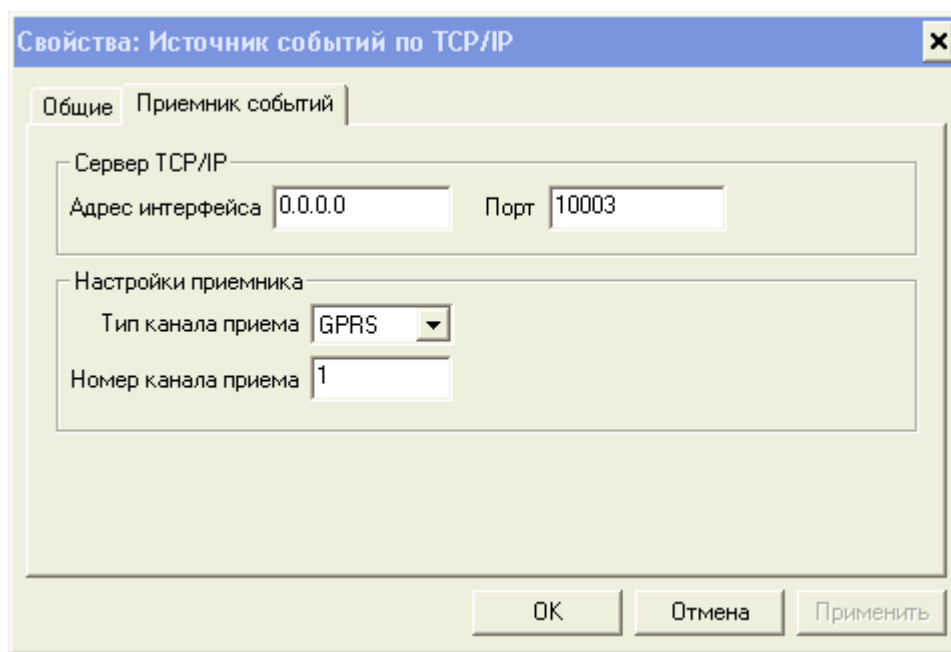 Свойства: Источник событий по TCP/IP
Общие Приемник событий
Сервер TCP/IP
Адрес интерфейса 0.0.0.0 Порт 10003
Настройки приемника
Тип канала приема GPRS
Номер канала приема 1
OK Отмена Применить